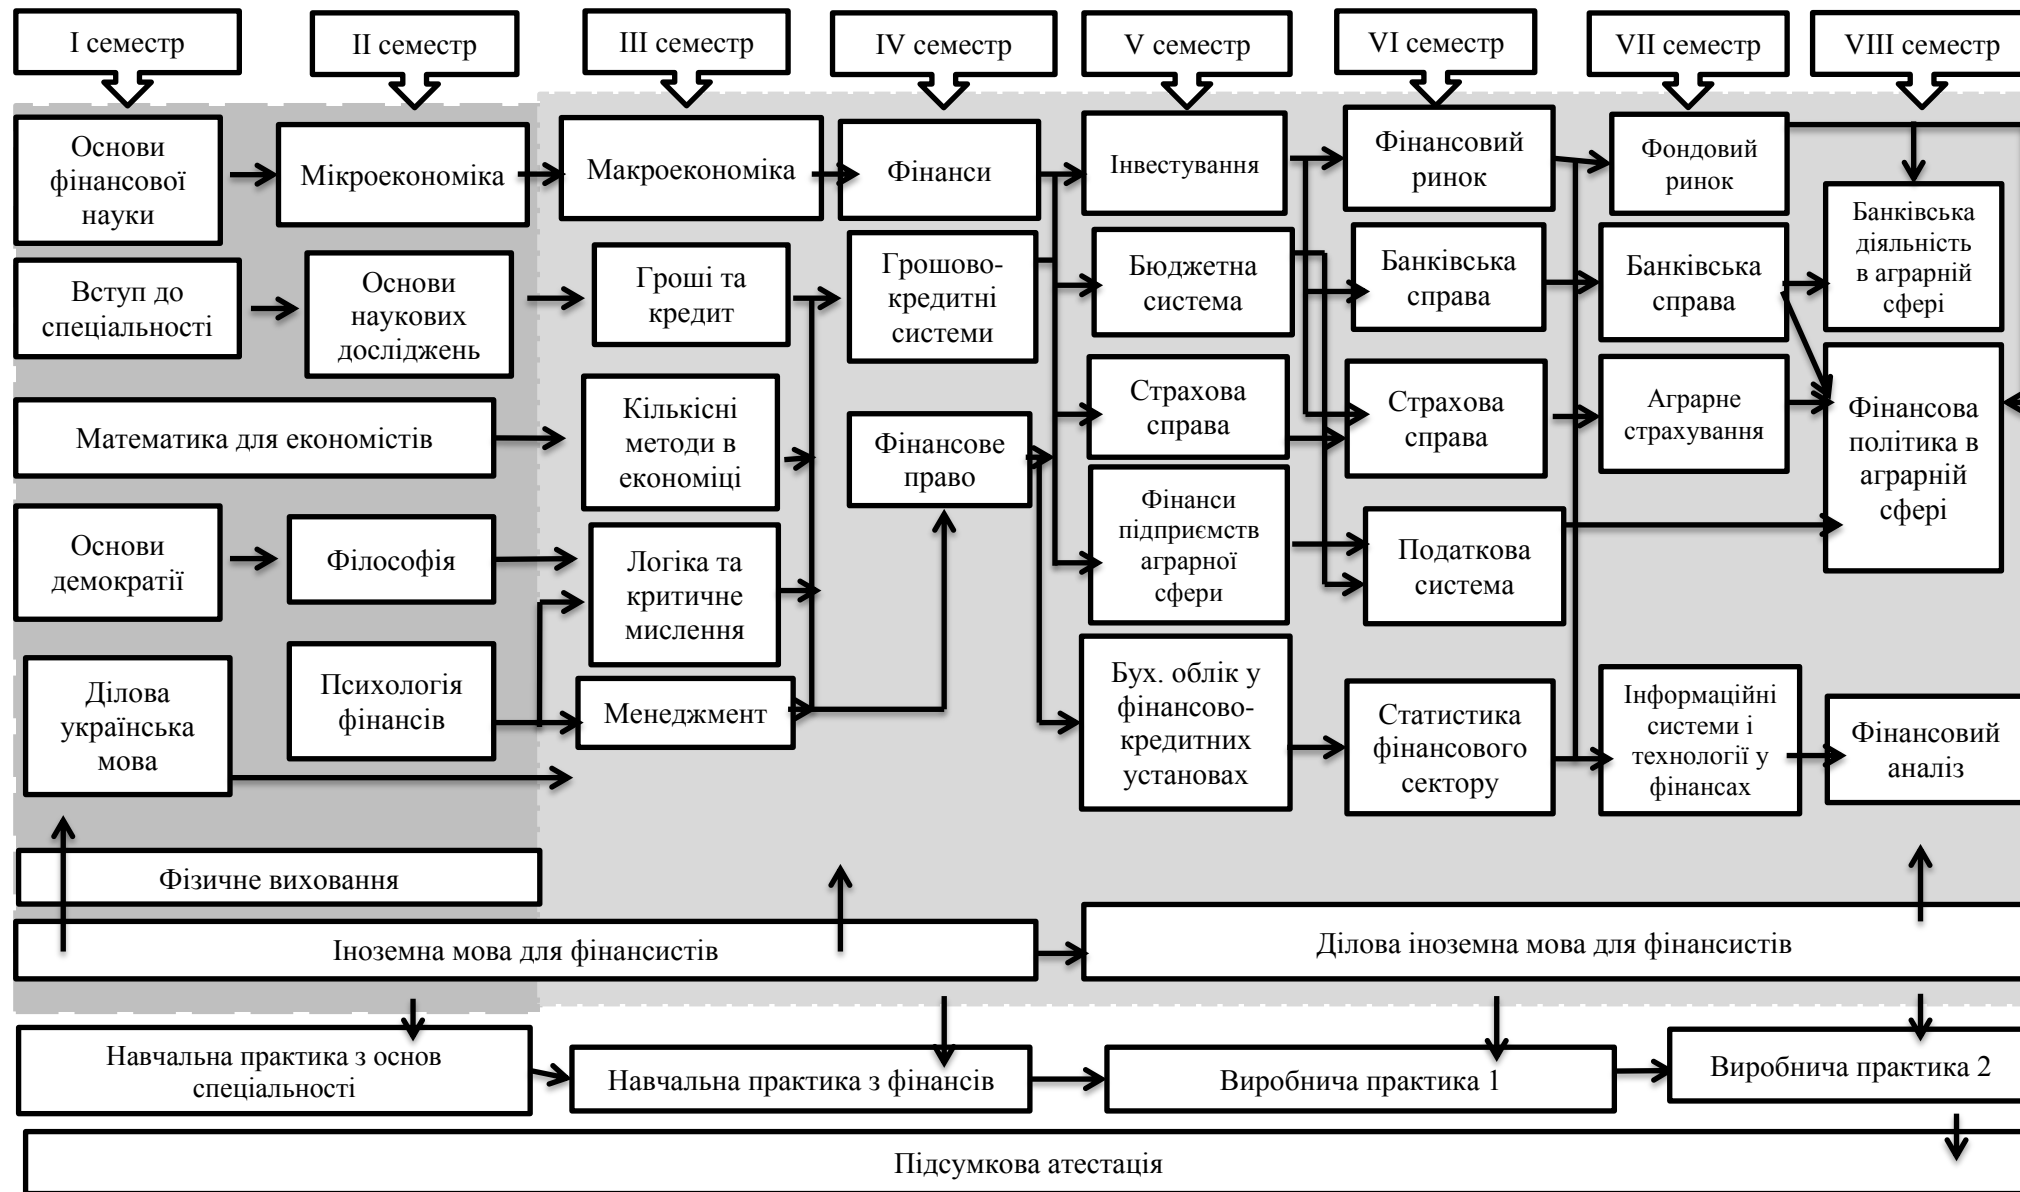 I семестр
II семестр
III семестр
IV семестр
V семестр
VI семестр
VII семестр
VIII семестр
Основи
фінансової
науки
Мікроекономіка
Макроекономіка
Фінанси
Інвестування
Фінансовий
ринок
Фондовий
ринок
Банківська
діяльність
в аграрній
сфері
Вступ до
спеціальності
Основи
наукових
досліджень
Гроші та
кредит
Грошово-
кредитні
системи
Бюджетна
система
Банківська
справа
Банківська
справа
Математика для економістів
Кількісні
методи в
економіці
Фінансове
право
Страхова
справа
Страхова
справа
Аграрне
страхування
Фінансова
політика в
аграрній
сфері
Основи
демократії
Філософія
Логіка та
критичне
мислення
Фінанси
підприємств
аграрної
сфери
Податкова
система
Ділова
українська
мова
Психологія
фінансів
Менеджмент
Бух. облік у
фінансово-
кредитних
установах
Статистика
фінансового
сектору
Інформаційні
системи і
технології у
фінансах
Фінансовий
аналіз
Фізичне виховання
Іноземна мова для фінансистів
Ділова іноземна мова для фінансистів
Навчальна практика з основ
спеціальності
Навчальна практика з фінансів
Виробнича практика 1
Виробнича практика 2
Підсумкова атестація